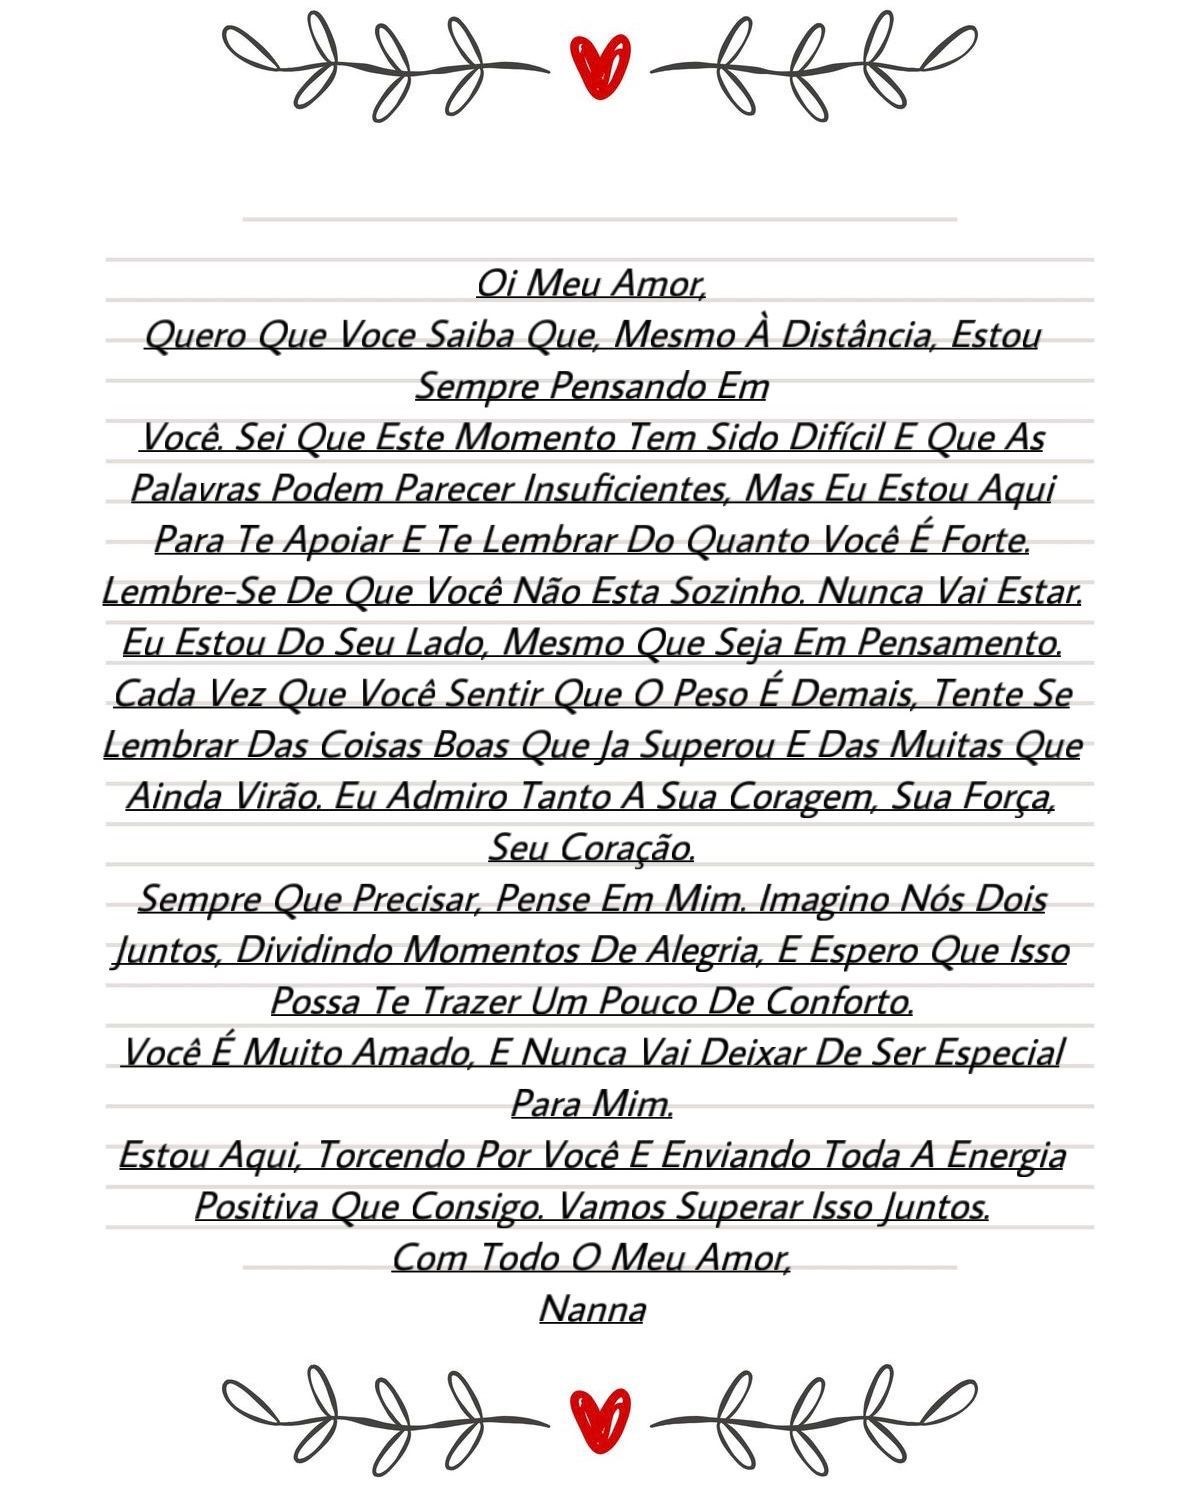 Oi Meu Amor,
Quero Que Voce Saiba Que, Mesmo À Distância, Estou
Sempre Pensando Em
Você. Sei Que Este Momento Tem Sido Difícil E Que As
Palavras Podem Parecer Insuficientes, Mas Eu Estou Aqui
Para Te Apoiar E Te Lembrar Do Quanto Você É Forte.
Lembre-Se De Que Você Não Esta Sozinho. Nunca Vai Estar.
Eu Estou Do Seu Lado, Mesmo Que Seja Em Pensamento.
Cada Vez Que Você Sentir Que O Peso É Demais, Tente Se
Lembrar Das Coisas Boas Que Ja Superou E Das Muitas Que
Ainda Virão. Eu Admiro Tanto A Sua Coragem, Sua Força,
Seu Coração.
Sempre Que Precisar, Pense Em Mim. Imagino Nós Dois
Juntos, Dividindo Momentos De Alegria, E Espero Que Isso
Possa Te Trazer Um Pouco De Conforto.
Você É Muito Amado, E Nunca Vai Deixar De Ser Especial
Para Mim.
Estou Aqui, Torcendo Por Você E Enviando Toda A Energia
Positiva Que Consigo. Vamos Superar Isso Juntos.
Com Todo O Meu Amor,
Nanna